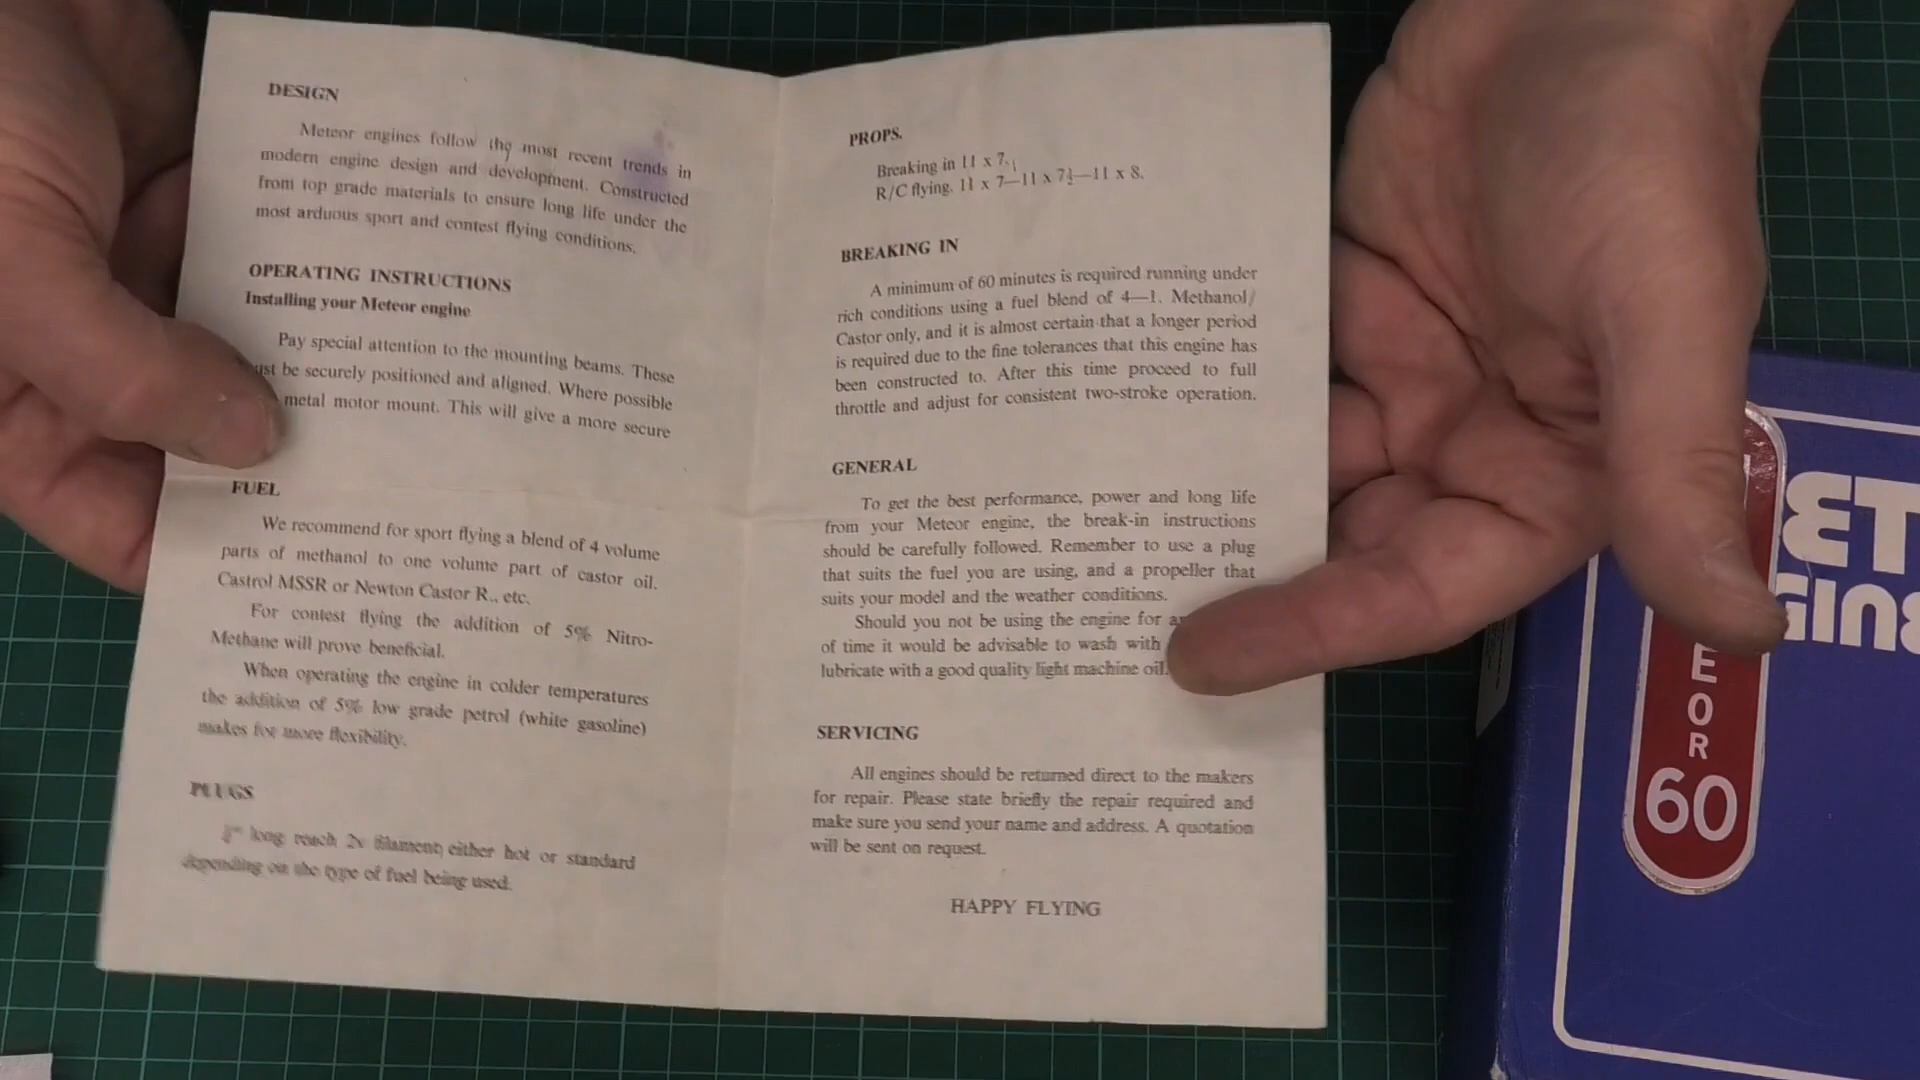 DESIGN
Meteor engines follow the most recent trends in
modern engine design and development. Constructed
from top grade materials to ensure long life under the
most arduous sport and contest flying conditions.
OPERATING INSTRUCTIONS
Installing your Meteor engine
Pay special attention to the mounting beams. These
be securely positioned and aligned. Where possible
metal motor mount. This will give a more secure
FUEL
We recommend for sport flying a blend of 4 volume
parts of methanol to one volume part of castor oil.
Castrol MSSR or Newton Castor R., etc.
For contest flying the addition of 5% Nitro-
Methane will prove beneficial.
When operating the engine in colder temperatures
the addition of 5% low grade petrol (white gasoline)
makes for more flexibility.
PLUGS
long reach 2v filament either hot or standard
depending on the type of fuel being used.
PROPS.
Breaking in 11 x 7.
R/C flying. 11 x 7—11 x 7½—11 x 8.
BREAKING IN
A minimum of 60 minutes is required running under
rich conditions using a fuel blend of 4—1. Methanol/
Castor only, and it is almost certain that a longer period
is required due to the fine tolerances that this engine has
been constructed to. After this time proceed to full
throttle and adjust for consistent two-stroke operation.
GENERAL
To get the best performance, power and long life
from your Meteor engine, the break-in instructions
should be carefully followed. Remember to use a plug
that suits the fuel you are using, and a propeller that
suits your model and the weather conditions.
Should you not be using the engine for
of time it would be advisable to wash with
lubricate with a good quality light machine oil.
SERVICING
All engines should be returned direct to the makers
for repair. Please state briefly the repair required and
make sure you send your name and address. A quotation
will be sent on request.
HAPPY FLYING
ET
GINE
EOR
60